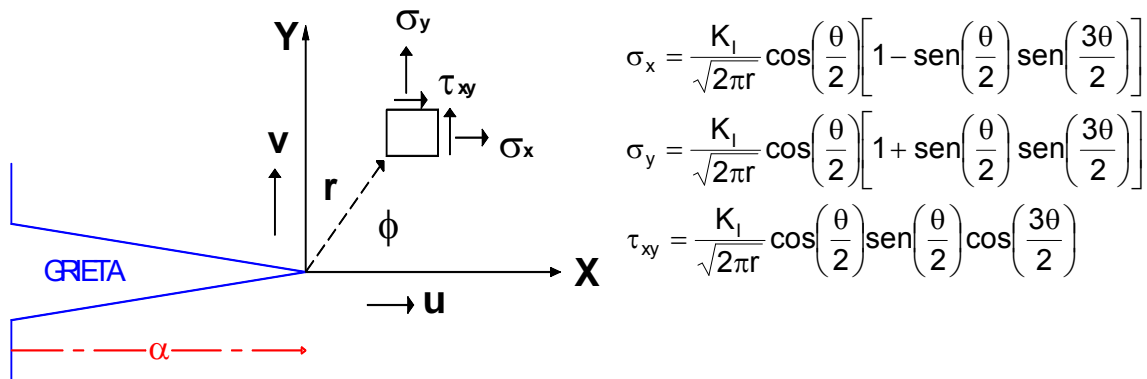 Y
σy
τxy
σx
v
r
ϕ
GRIETA
X
u
α
σx = KI/√(2πr) cos(θ/2)[1 − sen(θ/2) sen(3θ/2)]
σy = KI/√(2πr) cos(θ/2)[1 + sen(θ/2) sen(3θ/2)]
τxy = KI/√(2πr) cos(θ/2)sen(θ/2)cos(3θ/2)